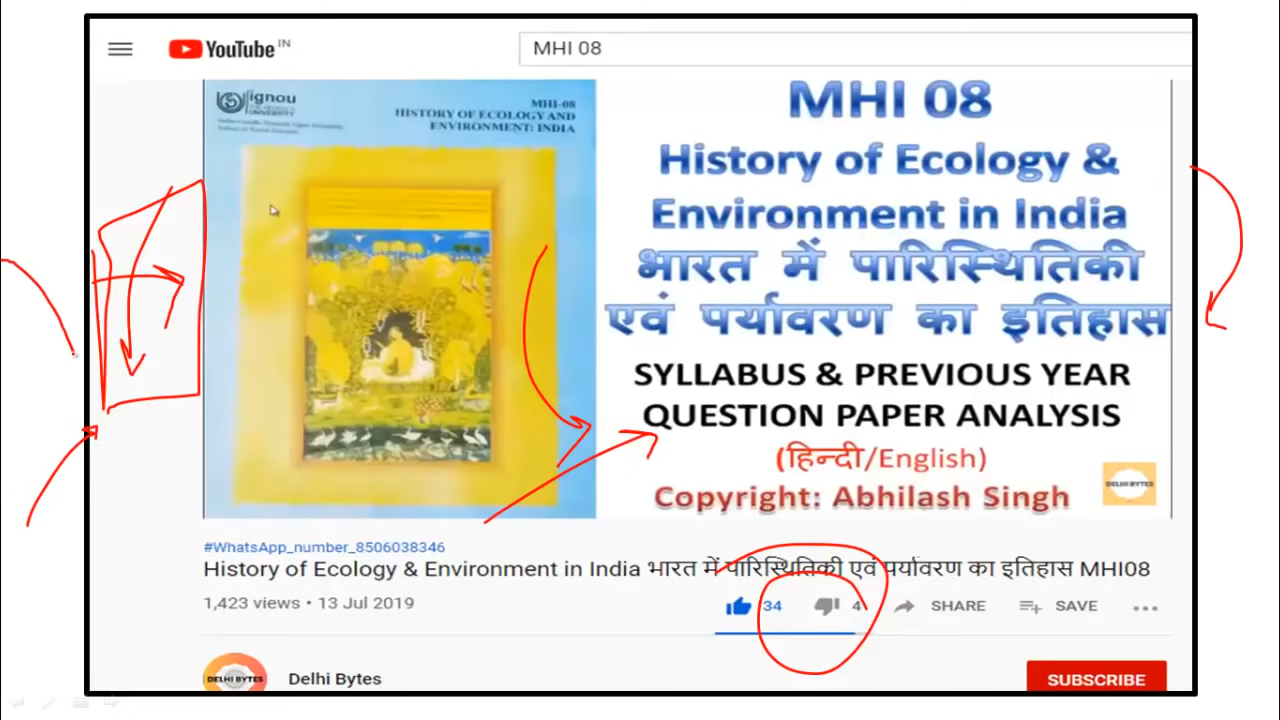 YouTube IN
MHI 08
ignou
THE PEOPLE'S
UNIVERSITY
MHI-08
HISTORY OF ECOLOGY AND
ENVIRONMENT: INDIA
MHI 08
History of Ecology &
Environment in India
भारत में पारिस्थितिकी
एवं पर्यावरण का इतिहास
SYLLABUS & PREVIOUS YEAR
QUESTION PAPER ANALYSIS
(हिन्दी/English)
Copyright: Abhilash Singh
DELHI BYTES
#WhatsApp_number_8506038346
History of Ecology & Environment in India भारत में पारिस्थितिकी एवं पर्यावरण का इतिहास MHI08
1,423 views • 13 Jul 2019
34 4 SHARE SAVE
DELHI BYTES Delhi Bytes
SUBSCRIBE